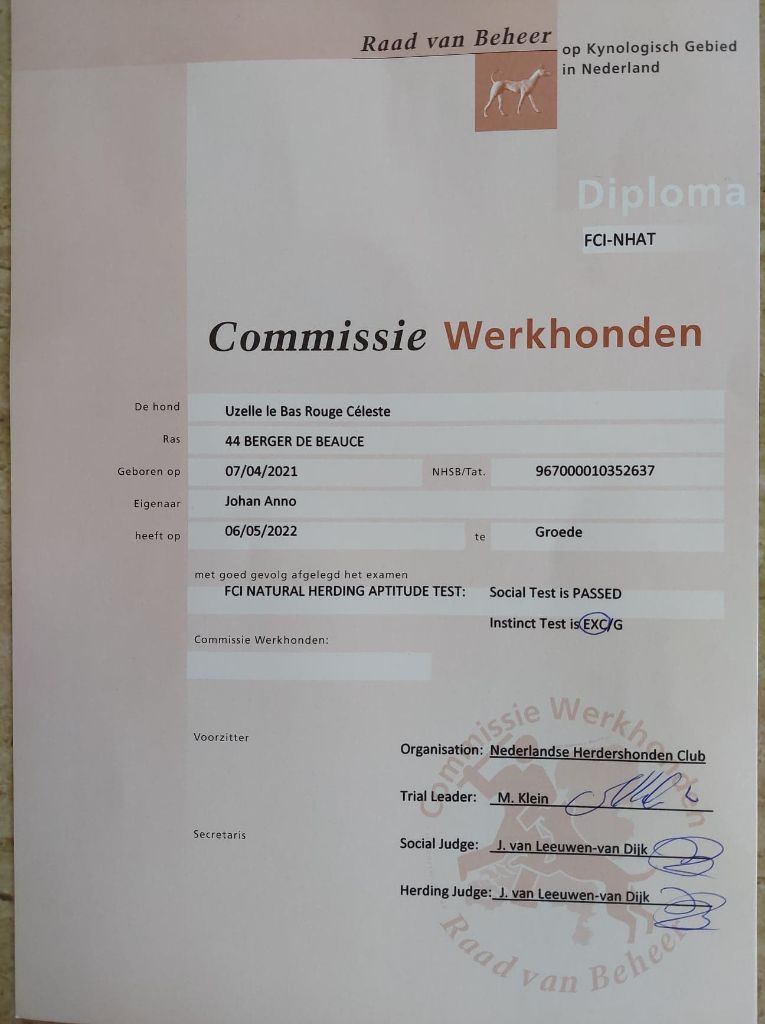 Raad van Beheer op Kynologisch Gebied
in Nederland
Diploma
FCI-NHAT
Commissie Werkhonden
De hond Uzelle le Bas Rouge Céleste
Ras 44 BERGER DE BEAUCE
Geboren op 07/04/2021 NHSB/Tat. 967000010352637
Eigenaar Johan Anno
heeft op 06/05/2022 te Groede
met goed gevolg afgelegd het examen
FCI NATURAL HERDING APTITUDE TEST: Social Test is PASSED
Instinct Test is EXC/G
Commissie Werkhonden:
Voorzitter
Organisation: Nederlandse Herdershonden Club
Trial Leader: M. Klein
Secretaris
Social Judge: J. van Leeuwen-van Dijk
Herding Judge: J. van Leeuwen-van Dijk
Commissie Werkhonden
Raad van Beheer